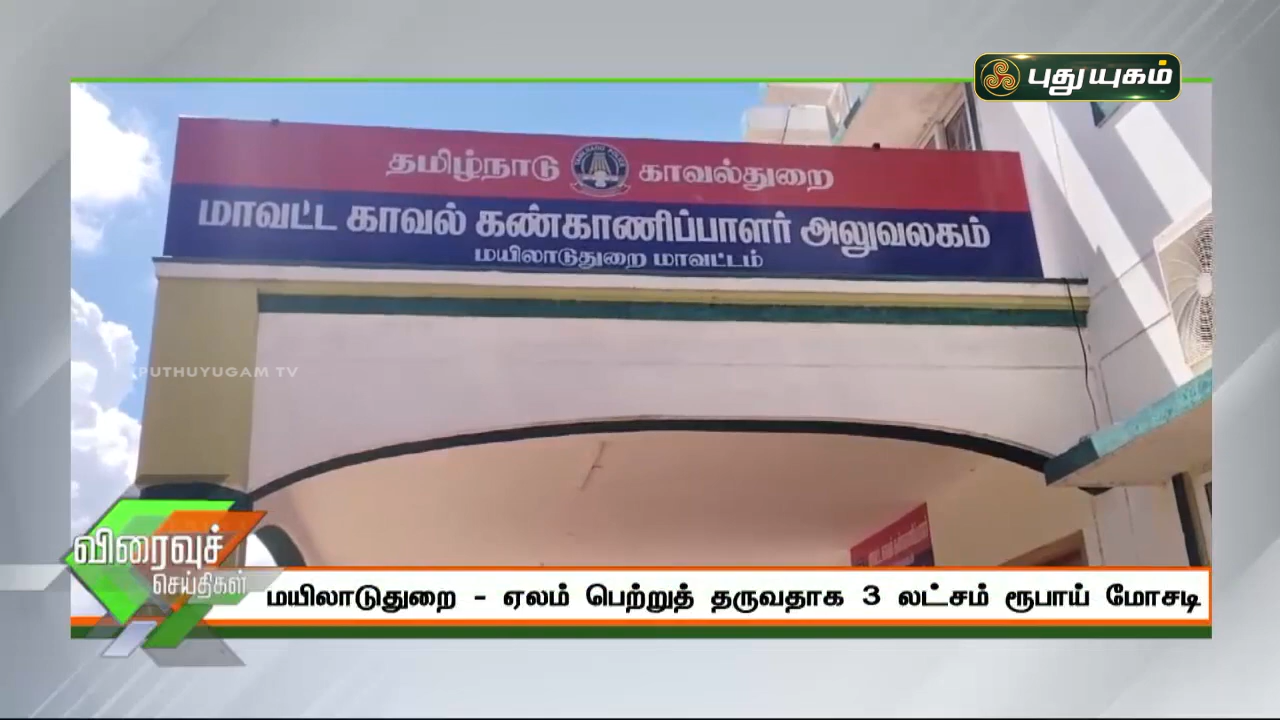 புதுயுகம்
தமிழ்நாடு காவல்துறை
மாவட்ட காவல் கண்காணிப்பாளர் அலுவலகம்
மயிலாடுதுறை மாவட்டம்
PUTHUYUGAM TV
விரைவுச்
செய்திகள்
மயிலாடுதுறை - ஏலம் பெற்றுத் தருவதாக 3 லட்சம் ரூபாய் மோசடி